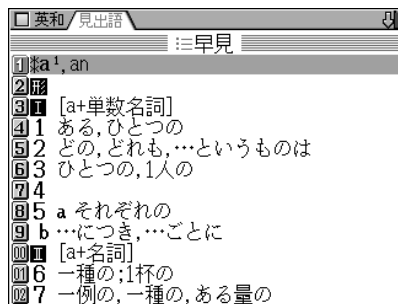 英和 見出語
早見
1 *a¹, an
2 形
3 I [a+単数名詞]
4 1 ある,ひとつの
5 2 どの,どれも,…というものは
6 3 ひとつの,1人の
7 4
8 5 a それぞれの
9 b …につき,…ごとに
00 II [a+名詞]
01 6 一種の;1杯の
02 7 一例の,一種の,ある量の